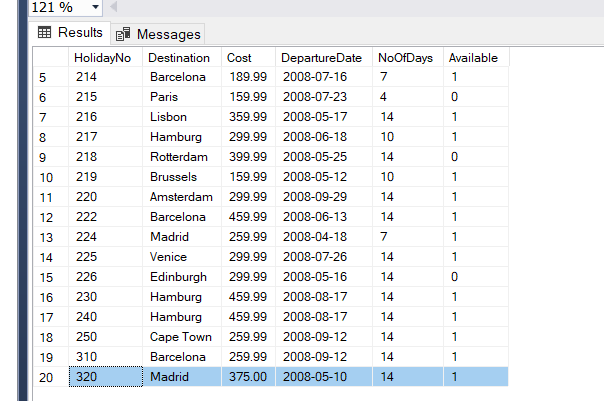 121 %
Results Messages
HolidayNo Destination Cost DepartureDate NoOfDays Available
5 214 Barcelona 189.99 2008-07-16 7 1
6 215 Paris 159.99 2008-07-23 4 0
7 216 Lisbon 359.99 2008-05-17 14 1
8 217 Hamburg 299.99 2008-06-18 10 1
9 218 Rotterdam 399.99 2008-05-25 14 0
10 219 Brussels 159.99 2008-05-12 10 1
11 220 Amsterdam 299.99 2008-09-29 14 1
12 222 Barcelona 459.99 2008-06-13 14 1
13 224 Madrid 259.99 2008-04-18 7 1
14 225 Venice 299.99 2008-07-26 14 1
15 226 Edinburgh 299.99 2008-05-16 14 0
16 230 Hamburg 459.99 2008-08-17 14 1
17 240 Hamburg 459.99 2008-08-17 14 1
18 250 Cape Town 259.99 2008-09-12 14 1
19 310 Barcelona 259.99 2008-09-12 14 1
20 320 Madrid 375.00 2008-05-10 14 1